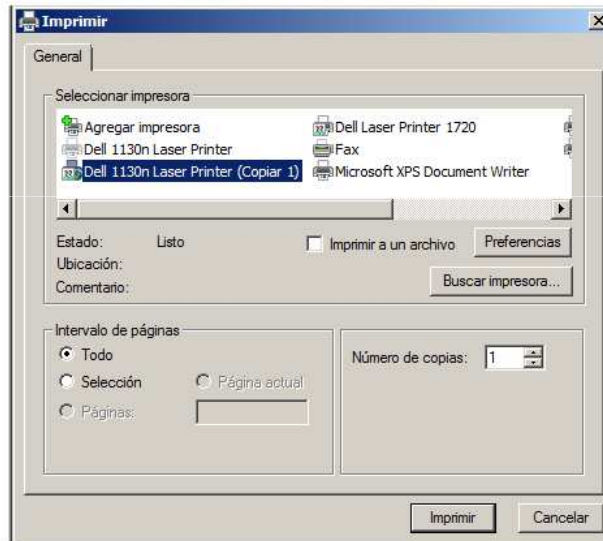 Imprimir
General
Seleccionar impresora
Agregar impresora
Dell 1130n Laser Printer
Dell 1130n Laser Printer (Copiar 1)
Dell Laser Printer 1720
Fax
Microsoft XPS Document Writer
Estado: Listo
Imprimir a un archivo
Preferencias
Ubicación:
Comentario:
Buscar impresora...
Intervalo de páginas
Todo
Selección
Página actual
Páginas:
Número de copias: 1
Imprimir
Cancelar